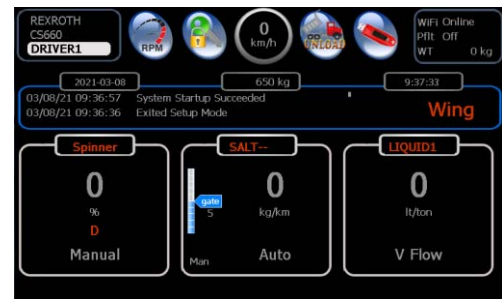 REXROTH
CS660
DRIVER1
RPM
0
km/h
UNLOAD
WiFi Online
Pflt Off
WT 0 kg
2021-03-08
650 kg
9:37:33
03/08/21 09:36:57 System Startup Succeeded
03/08/21 09:36:36 Exited Setup Mode
Wing
Spinner
0
%
D
Manual
SALT--
gate
5
0
kg/km
Man
Auto
LIQUID1
0
lt/ton
V Flow